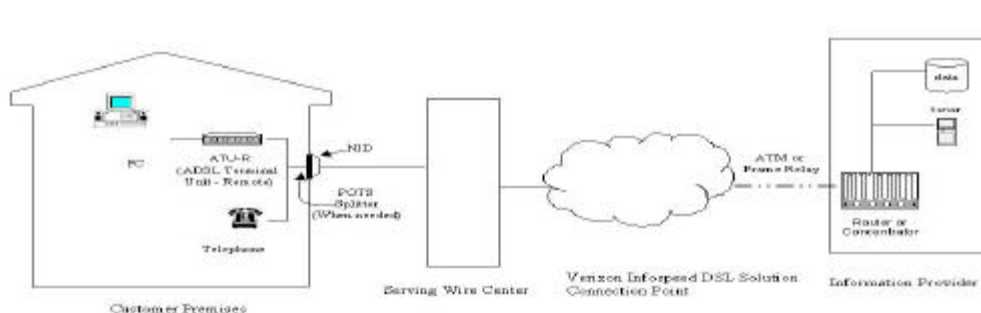 PC
ATU-R
(ADSL Terminal
Unit - Remote)
Telephone
NID
POTS
Splitter
(When needed)
Customer Premises
Serving Wire Center
Verizon Infospeed DSL Solution
Connection Point
ATM or
Frame Relay
data
Server
Router or
Concentrator
Information Provider